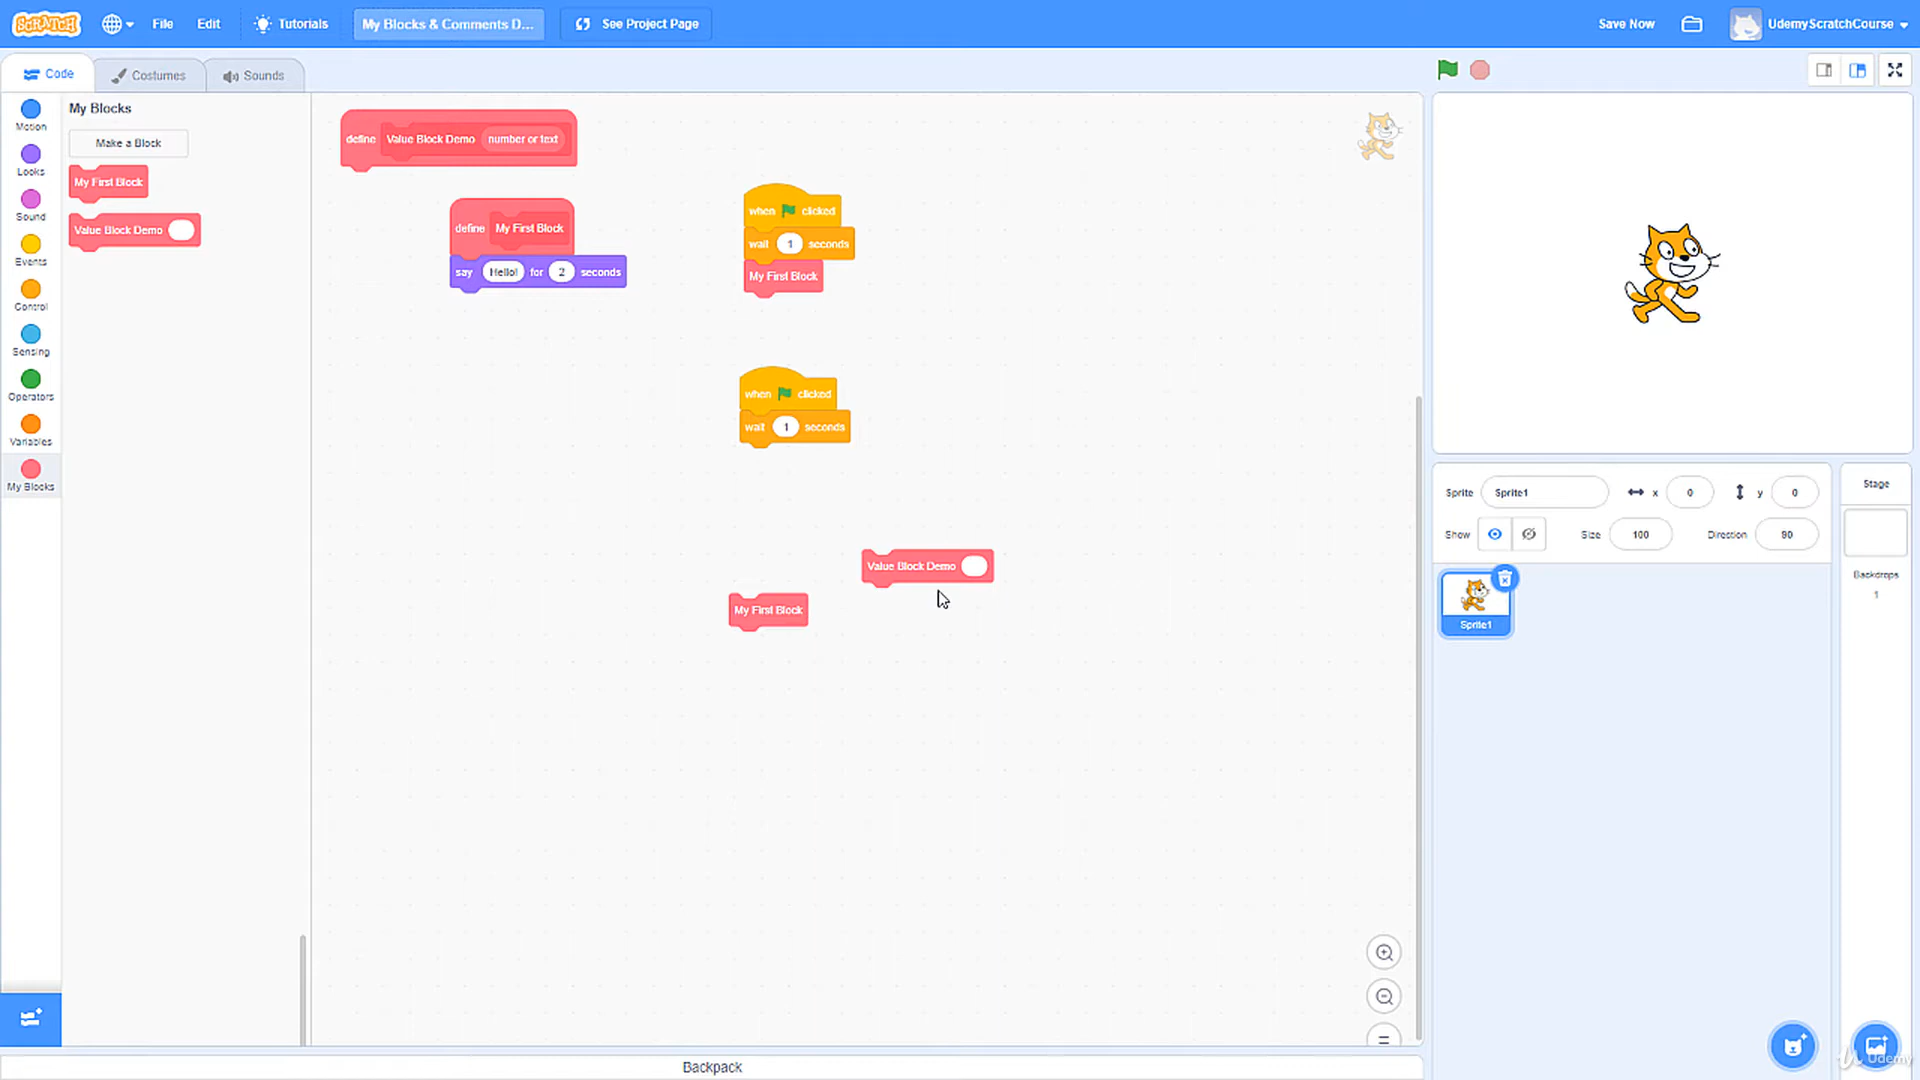 SCRATCH File Edit Tutorials My Blocks & Comments D... See Project Page Save Now UdemyScratchCourse
Code Costumes Sounds
Motion
Looks
Sound
Events
Control
Sensing
Operators
Variables
My Blocks
My Blocks
Make a Block
My First Block
Value Block Demo
define Value Block Demo number or text
define My First Block
say Hello! for 2 seconds
when clicked
wait 1 seconds
My First Block
when clicked
wait 1 seconds
Value Block Demo
My First Block
Sprite Sprite1 x 0 y 0
Show Size 100 Direction 90
Sprite1
Stage
Backdrops
1
Backpack
Udemy